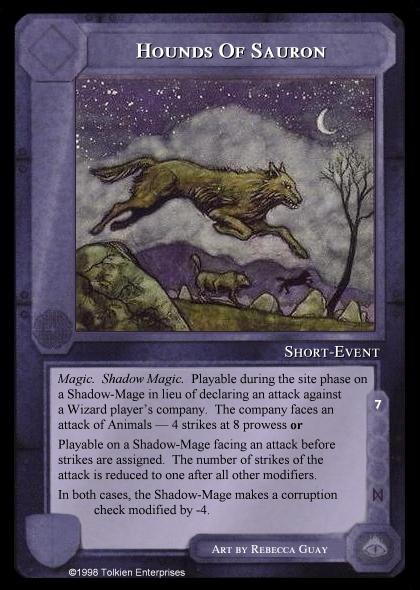 HOUNDS OF SAURON
SHORT-EVENT
Magic. Shadow Magic. Playable during the site phase on
a Shadow-Mage in lieu of declaring an attack against
a Wizard player's company. The company faces an
attack of Animals — 4 strikes at 8 prowess or
Playable on a Shadow-Mage facing an attack before
strikes are assigned. The number of strikes of the
attack is reduced to one after all other modifiers.
In both cases, the Shadow-Mage makes a corruption
check modified by -4.
7
ART BY REBECCA GUAY
©1998 Tolkien Enterprises